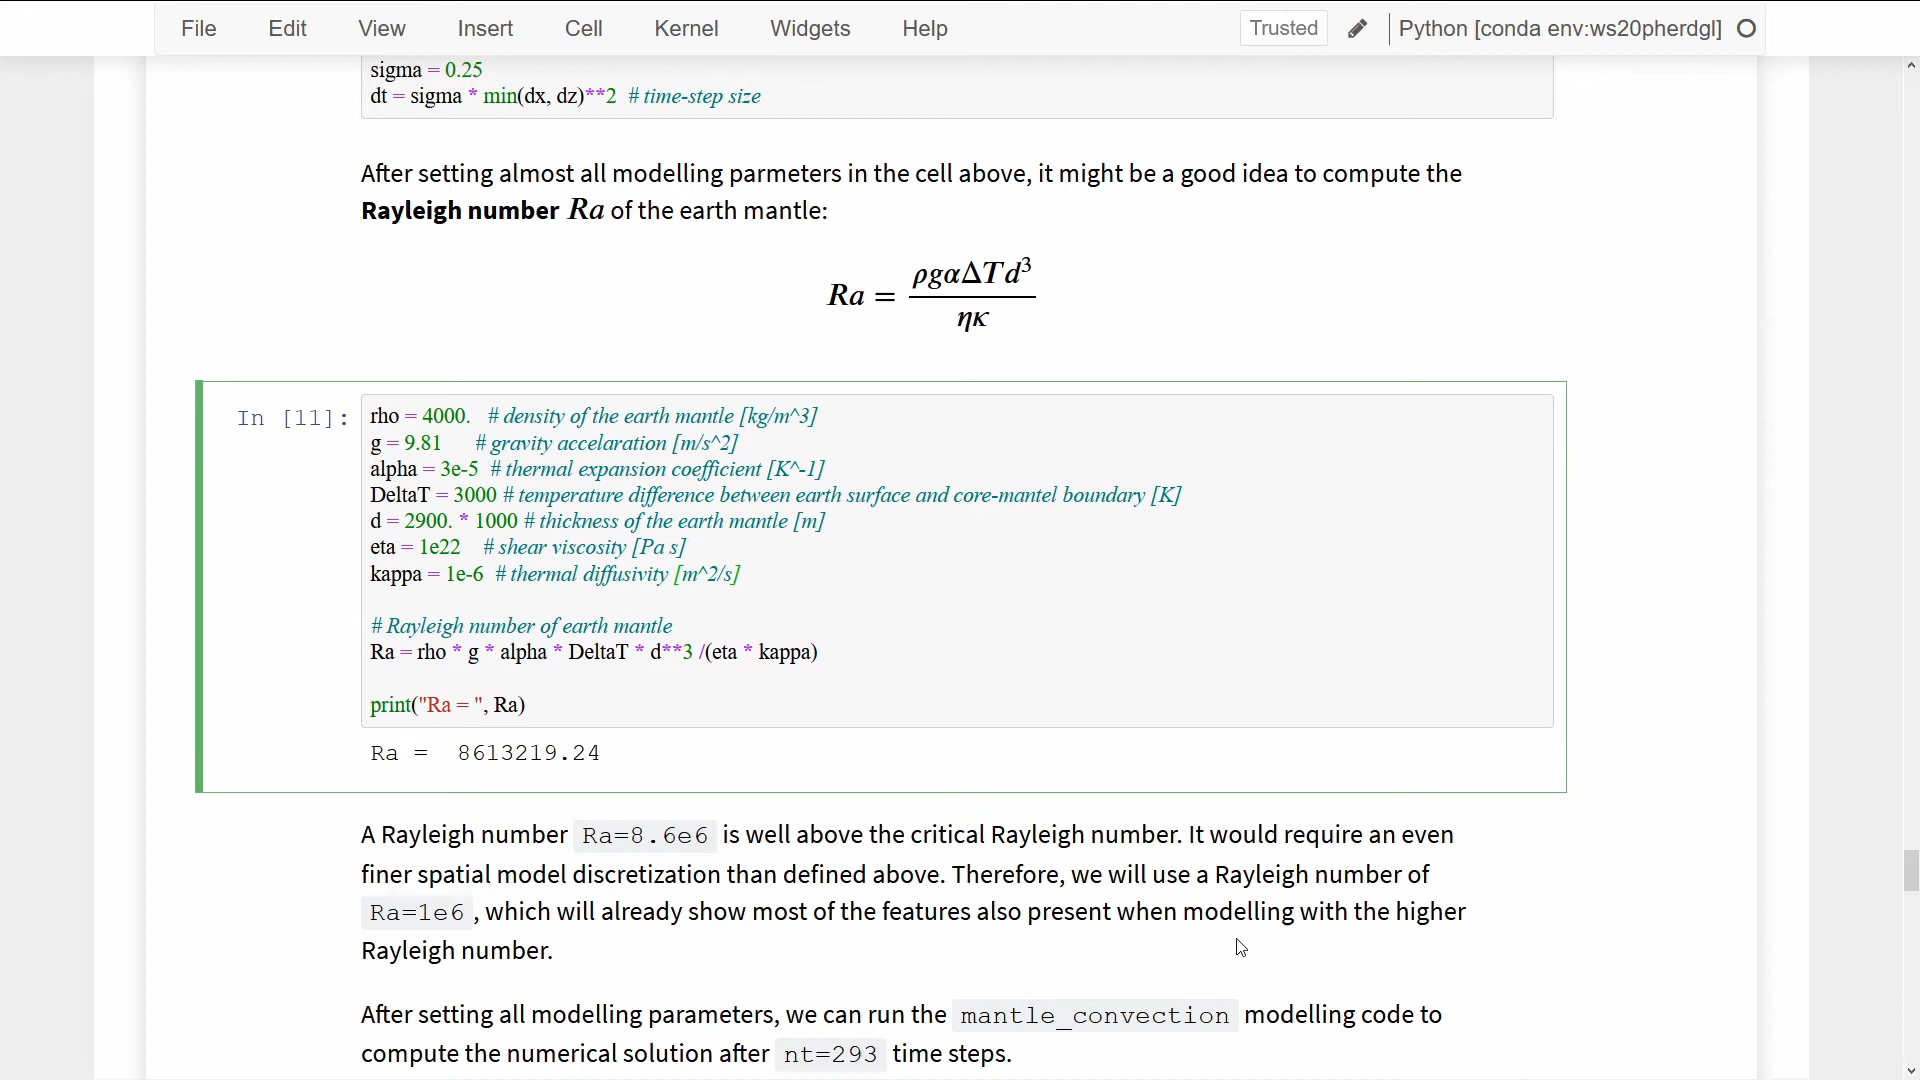 File Edit View Insert Cell Kernel Widgets Help Trusted Python [conda env:ws20pherdgl]
sigma = 0.25
dt = sigma * min(dx, dz)**2 # time-step size
After setting almost all modelling parmeters in the cell above, it might be a good idea to compute the
Rayleigh number Ra of the earth mantle:
Ra = ρgαΔTd³ / ηκ
In [11]:
rho = 4000. # density of the earth mantle [kg/m^3]
g = 9.81 # gravity accelaration [m/s^2]
alpha = 3e-5 # thermal expansion coefficient [K^-1]
DeltaT = 3000 # temperature difference between earth surface and core-mantel boundary [K]
d = 2900. * 1000 # thickness of the earth mantle [m]
eta = 1e22 # shear viscosity [Pa s]
kappa = 1e-6 # thermal diffusivity [m^2/s]
# Rayleigh number of earth mantle
Ra = rho * g * alpha * DeltaT * d**3 /(eta * kappa)
print("Ra = ", Ra)
Ra = 8613219.24
A Rayleigh number Ra=8.6e6 is well above the critical Rayleigh number. It would require an even
finer spatial model discretization than defined above. Therefore, we will use a Rayleigh number of
Ra=1e6, which will already show most of the features also present when modelling with the higher
Rayleigh number.
After setting all modelling parameters, we can run the mantle_convection modelling code to
compute the numerical solution after nt=293 time steps.